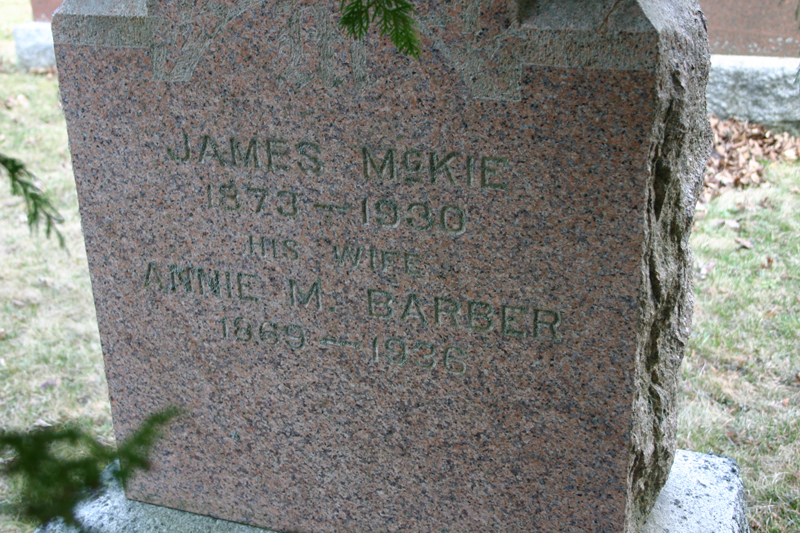 JAMES McKIE
1873 — 1930
HIS WIFE
ANNIE M. BARBER
1869 — 1936